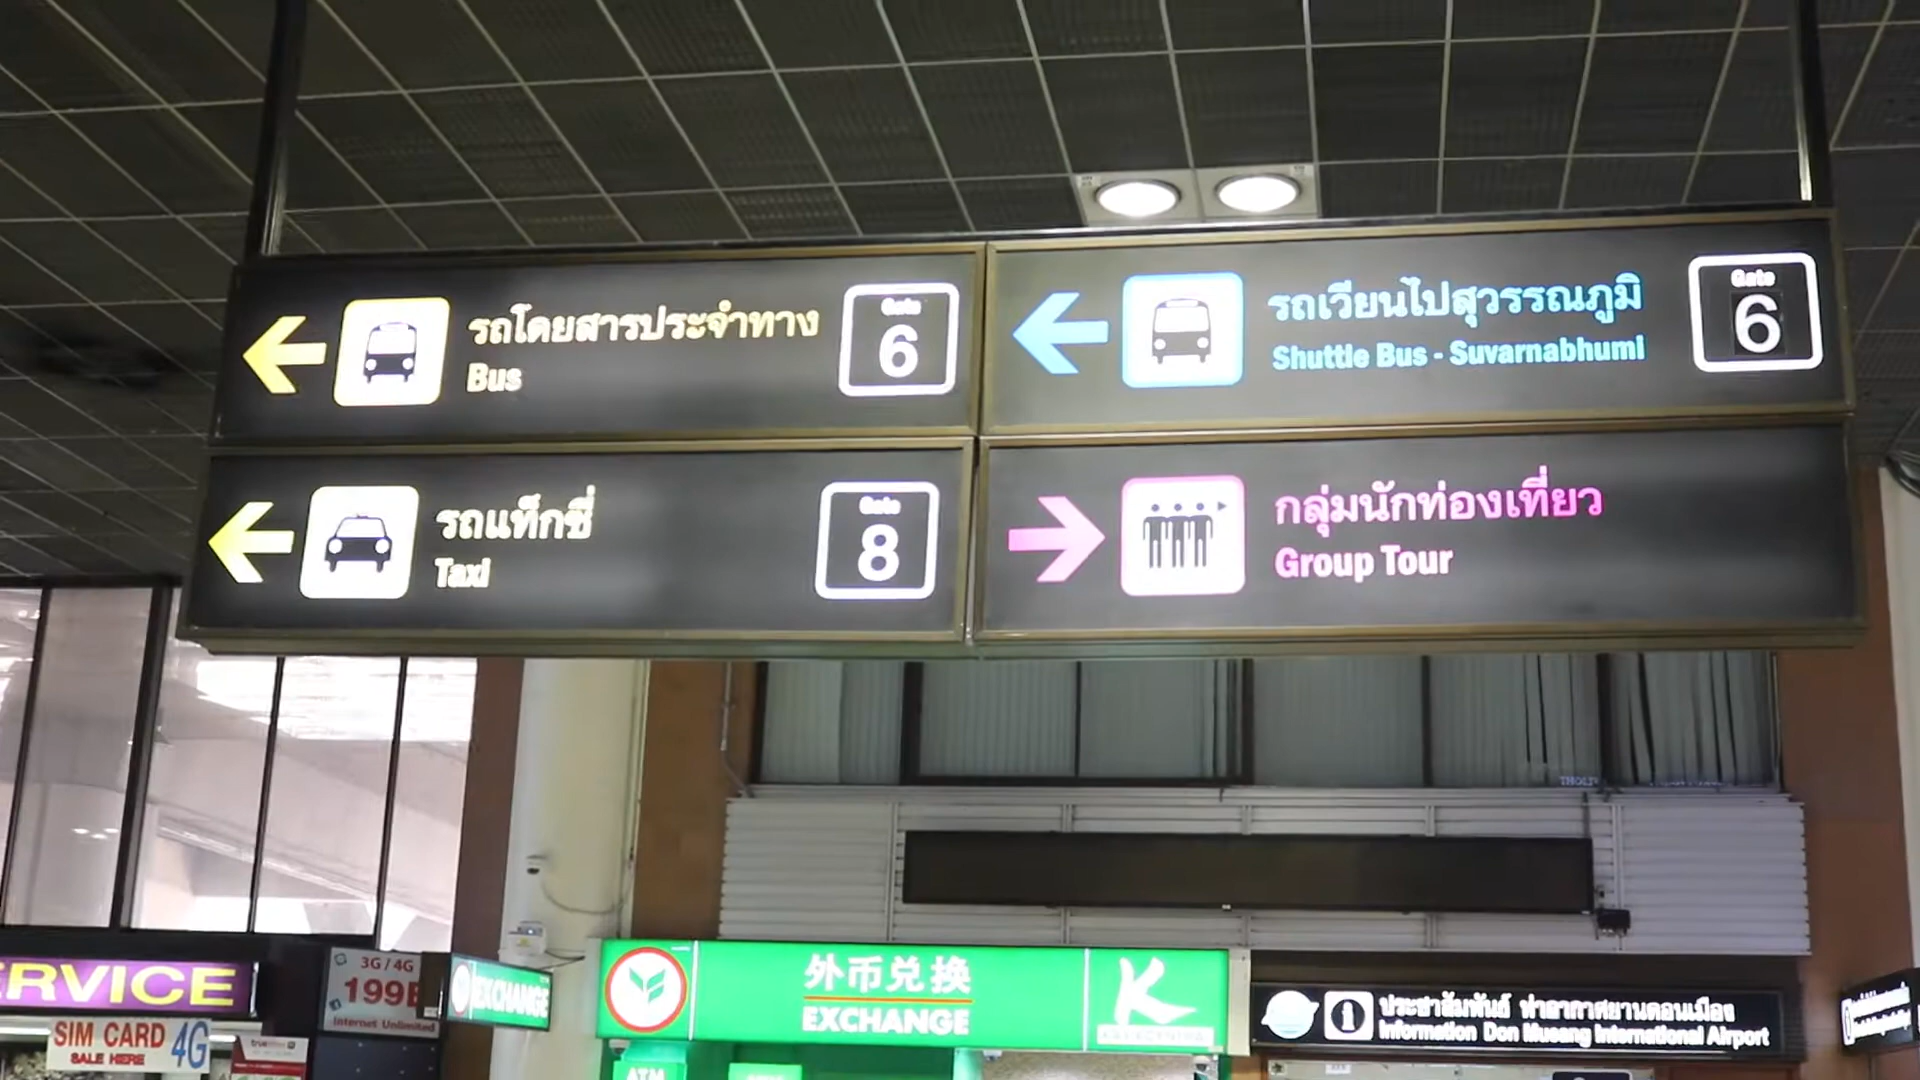 รถโดยสารประจำทาง
Bus
Gate
6
รถเวียนไปสุวรรณภูมิ
Shuttle Bus - Suvarnabhumi
Gate
6
รถแท็กซี่
Taxi
Gate
8
กลุ่มนักท่องเที่ยว
Group Tour
ERVICE
SIM CARD 4G
SALE HERE
3G / 4G
199B
Internet Unlimited
EXCHANGE
外币兑换
EXCHANGE
K
ประชาสัมพันธ์ ท่าอากาศยานดอนเมือง
Information Don Mueang International Airport
ATM